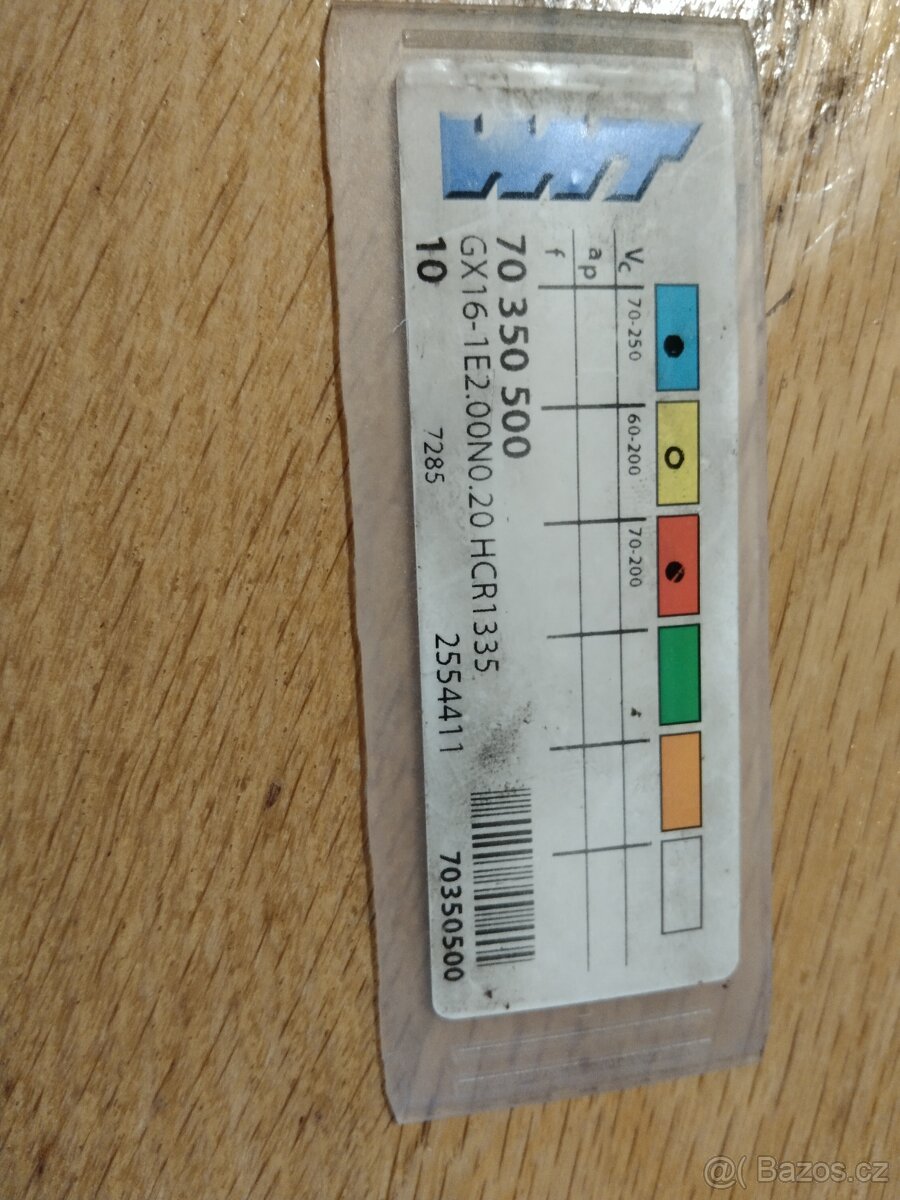 WNT
Vc 70-250 60-200 70-200
ap
f
70 350 500
GX16-1E2.00N0.20 HCR1335
10 7285 2554411 70350500
@( Bazos.cz